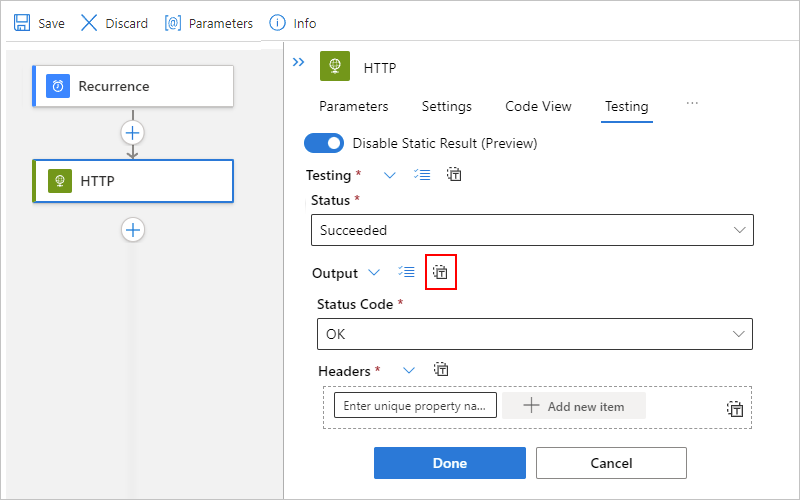 Save Discard [@] Parameters Info
Recurrence
HTTP
HTTP
Parameters Settings Code View Testing ...
Disable Static Result (Preview)
Testing *
Status *
Succeeded
Output
Status Code *
OK
Headers *
Enter unique property na... Add new item
Done Cancel